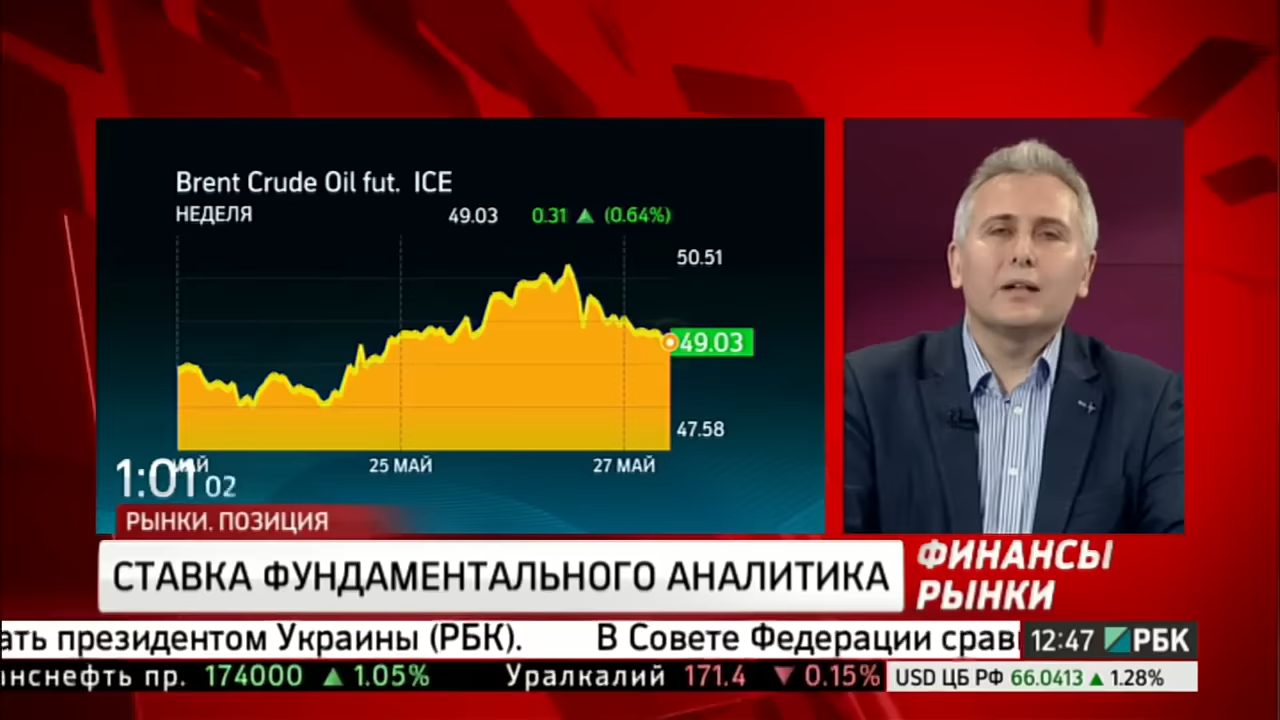 Brent Crude Oil fut. ICE
НЕДЕЛЯ 49.03 0.31 ▲ (0.64%)
50.51
49.03
47.58
25 МАЙ 27 МАЙ
1:01 02
РЫНКИ. ПОЗИЦИЯ
СТАВКА ФУНДАМЕНТАЛЬНОГО АНАЛИТИКА
ФИНАНСЫ
РЫНКИ
ать президентом Украины (РБК). В Совете Федерации срав
12:47 РБК
нснефть пр. 174000 ▲ 1.05% Уралкалий 171.4 ▼ 0.15%
USD ЦБ РФ 66.0413 ▲ 1.28%